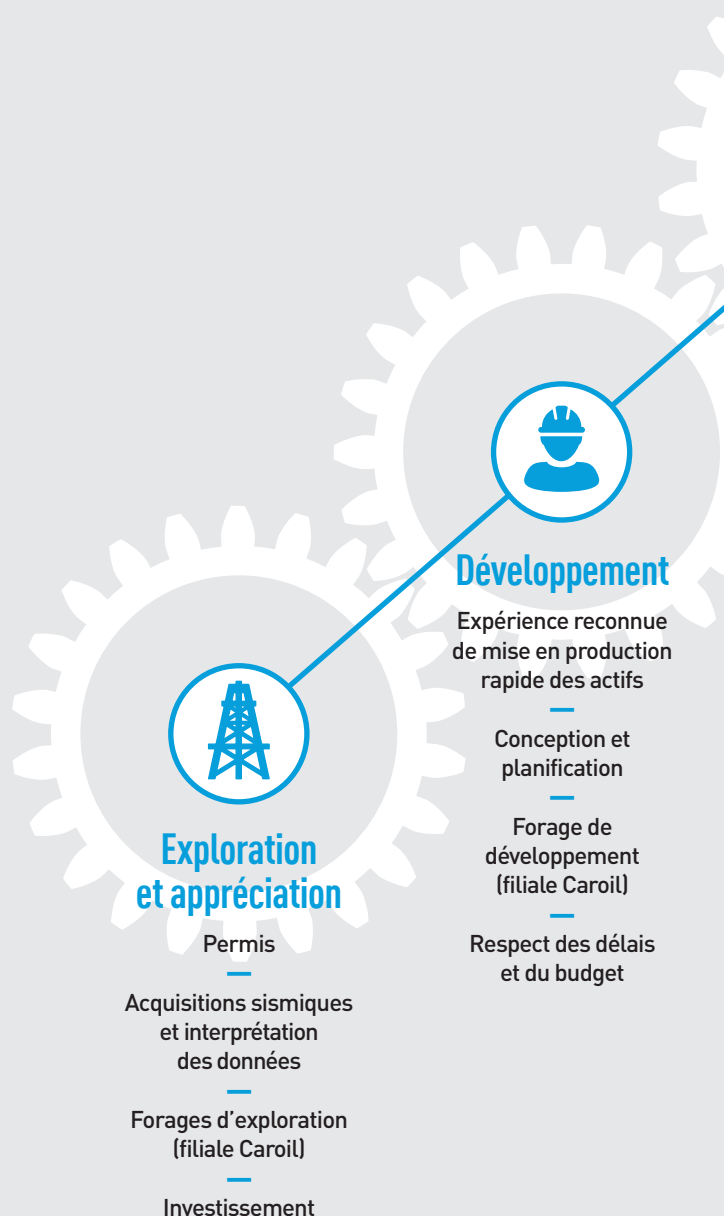 Développement
Expérience reconnue
de mise en production
rapide des actifs
Conception et
planification
Forage de
développement
(filiale Caroil)
Respect des délais
et du budget
Exploration
et appréciation
Permis
Acquisitions sismiques
et interprétation
des données
Forages d’exploration
(filiale Caroil)
Investissement